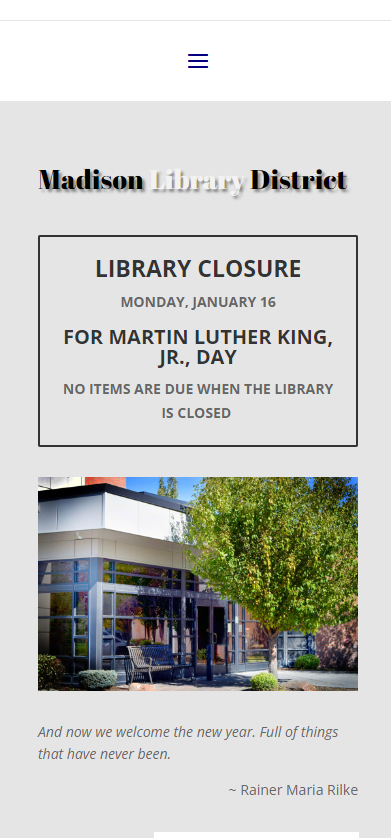 Madison Library District
LIBRARY CLOSURE
MONDAY, JANUARY 16
FOR MARTIN LUTHER KING,
JR., DAY
NO ITEMS ARE DUE WHEN THE LIBRARY
IS CLOSED
And now we welcome the new year. Full of things
that have never been.
~ Rainer Maria Rilke